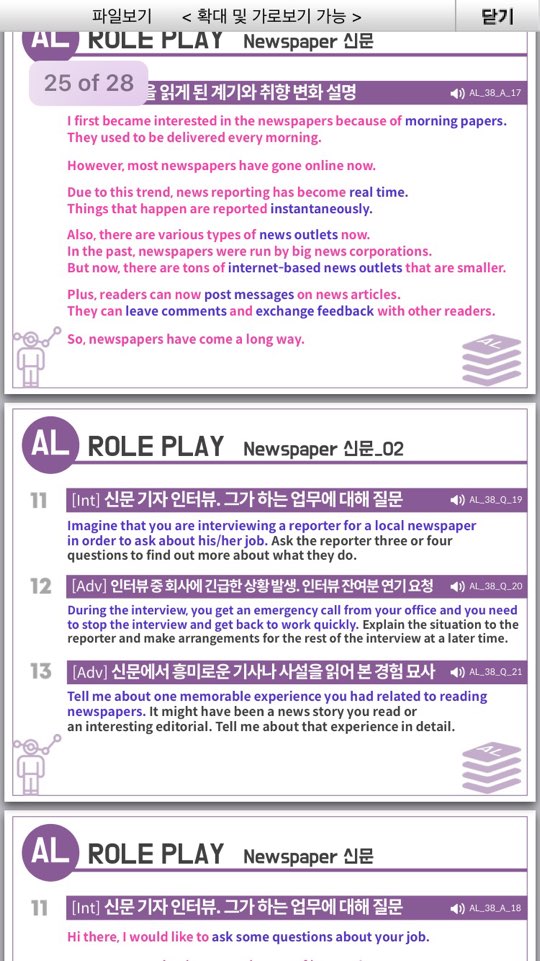 파일보기 < 확대 및 가로보기 가능 > 닫기
AL ROLE PLAY Newspaper 신문
25 of 28
을 읽게 된 계기와 취향 변화 설명 AL_38_A_17
I first became interested in the newspapers because of morning papers.
They used to be delivered every morning.
However, most newspapers have gone online now.
Due to this trend, news reporting has become real time.
Things that happen are reported instantaneously.
Also, there are various types of news outlets now.
In the past, newspapers were run by big news corporations.
But now, there are tons of internet-based news outlets that are smaller.
Plus, readers can now post messages on news articles.
They can leave comments and exchange feedback with other readers.
So, newspapers have come a long way.
AL
AL ROLE PLAY Newspaper 신문_02
11 [Int] 신문 기자 인터뷰. 그가 하는 업무에 대해 질문 AL_38_Q_19
Imagine that you are interviewing a reporter for a local newspaper
in order to ask about his/her job. Ask the reporter three or four
questions to find out more about what they do.
12 [Adv] 인터뷰 중 회사에 긴급한 상황 발생. 인터뷰 잔여분 연기 요청 AL_38_Q_20
During the interview, you get an emergency call from your office and you need
to stop the interview and get back to work quickly. Explain the situation to the
reporter and make arrangements for the rest of the interview at a later time.
13 [Adv] 신문에서 흥미로운 기사나 사설을 읽어 본 경험 묘사 AL_38_Q_21
Tell me about one memorable experience you had related to reading
newspapers. It might have been a news story you read or
an interesting editorial. Tell me about that experience in detail.
AL
AL ROLE PLAY Newspaper 신문
11 [Int] 신문 기자 인터뷰. 그가 하는 업무에 대해 질문 AL_38_A_18
Hi there, I would like to ask some questions about your job.